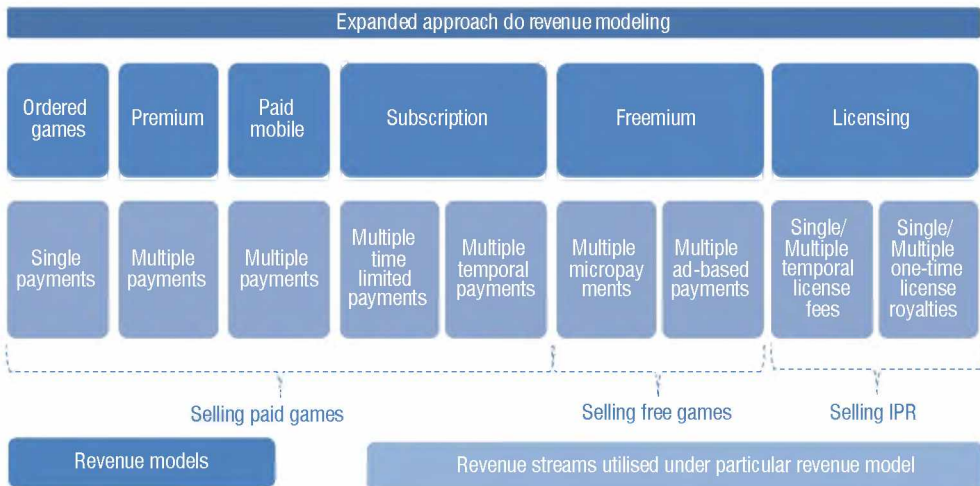 Expanded approach do revenue modeling
Ordered
games
Premium
Paid
mobile
Subscription
Freemium
Licensing
Single
payments
Multiple
payments
Multiple
payments
Multiple
time
limited
payments
Multiple
temporal
payments
Multiple
micropay
ments
Multiple
ad-based
payments
Single/
Multiple
temporal
license
fees
Single/
Multiple
one-time
license
royalties
Selling paid games
Selling free games
Selling IPR
Revenue models
Revenue streams utilised under particular revenue model